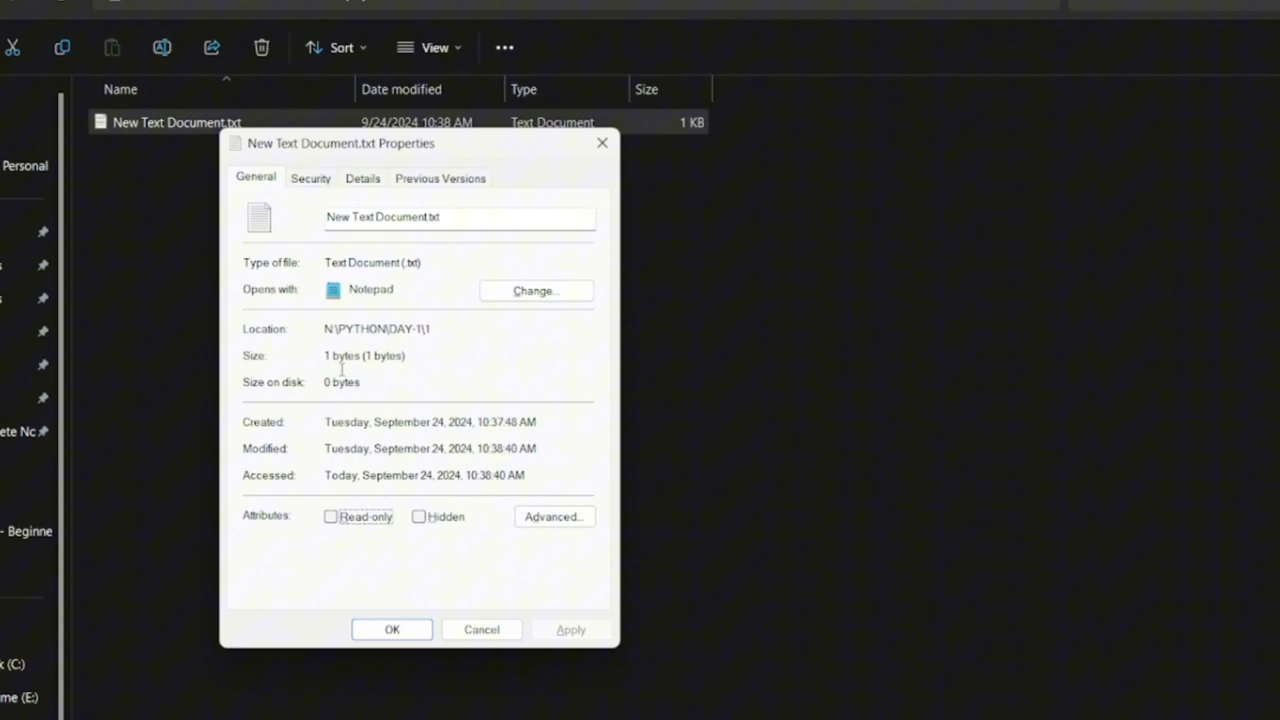 Sort
View
Name
Date modified
Type
Size
New Text Document.txt
9/24/2024 10:38 AM
Text Document
1 KB
Personal
ete Nc
- Beginne
k (C:)
me (E:)
New Text Document.txt Properties
General
Security
Details
Previous Versions
New Text Document.txt
Type of file:
Text Document (.txt)
Opens with:
Notepad
Change...
Location:
N:\PYTHON\DAY-1\1
Size:
1 bytes (1 bytes)
Size on disk:
0 bytes
Created:
Tuesday, September 24, 2024, 10:37:48 AM
Modified:
Tuesday, September 24, 2024, 10:38:40 AM
Accessed:
Today, September 24, 2024, 10:38:40 AM
Attributes:
Read-only
Hidden
Advanced...
OK
Cancel
Apply